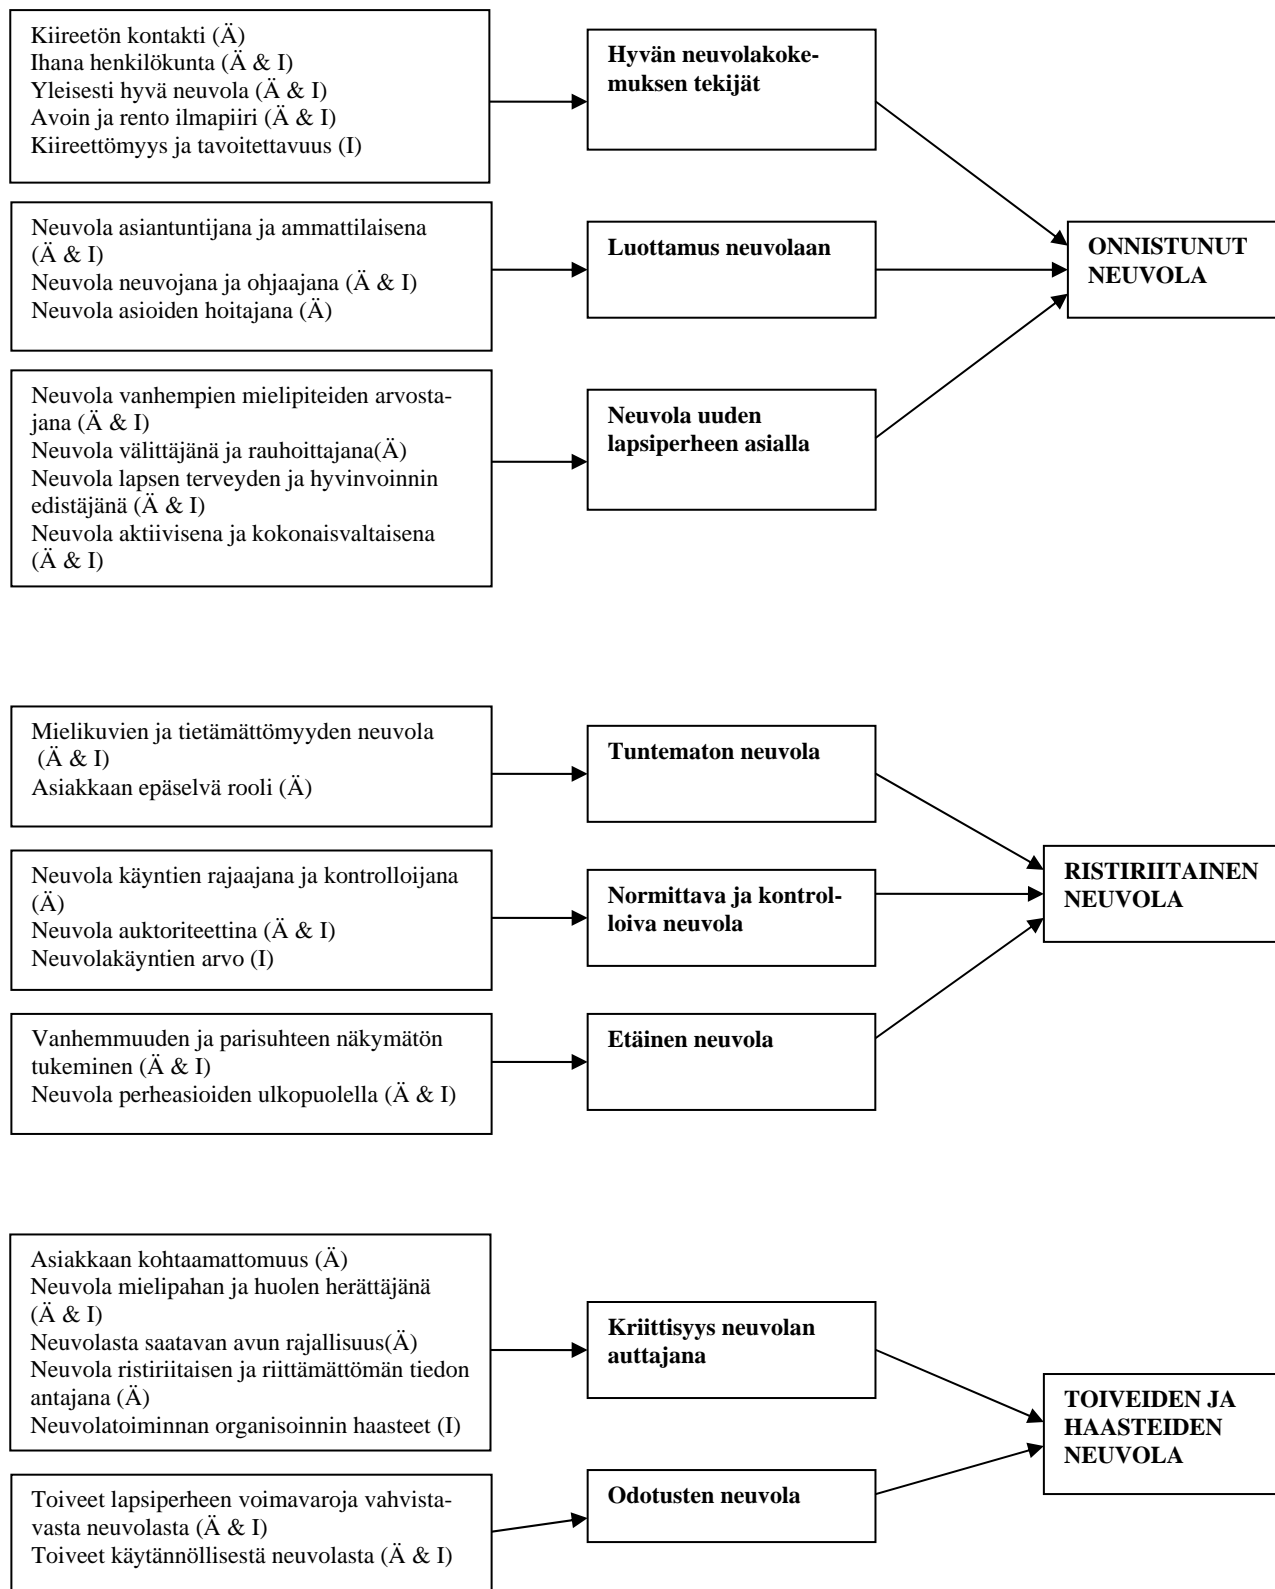 Kiireetön kontakti (Ä)
Ihana henkilökunta (Ä & I)
Yleisesti hyvä neuvola (Ä & I)
Avoin ja rento ilmapiiri (Ä & I)
Kiireettömyys ja tavoitettavuus (I)
Hyvän neuvolakoke-
muksen tekijät
Neuvola asiantuntijana ja ammattilaisena
(Ä & I)
Neuvola neuvojana ja ohjaajana (Ä & I)
Neuvola asioiden hoitajana (Ä)
Luottamus neuvolaan
ONNISTUNUT
NEUVOLA
Neuvola vanhempien mielipiteiden arvosta-
jana (Ä & I)
Neuvola välittäjänä ja rauhoittajana(Ä)
Neuvola lapsen terveyden ja hyvinvoinnin
edistäjänä (Ä & I)
Neuvola aktiivisena ja kokonaisvaltaisena
(Ä & I)
Neuvola uuden
lapsiperheen asialla
Mielikuvien ja tietämättömyyden neuvola
(Ä & I)
Asiakkaan epäselvä rooli (Ä)
Tuntematon neuvola
Neuvola käyntien rajaajana ja kontrolloijana
(Ä)
Neuvola auktoriteettina (Ä & I)
Neuvolakäyntien arvo (I)
Normittava ja kontrol-
loiva neuvola
RISTIRIITAINEN
NEUVOLA
Vanhemmuuden ja parisuhteen näkymätön
tukeminen (Ä & I)
Neuvola perheasioiden ulkopuolella (Ä & I)
Etäinen neuvola
Asiakkaan kohtaamattomuus (Ä)
Neuvola mielipahan ja huolen herättäjänä
(Ä & I)
Neuvolasta saatavan avun rajallisuus(Ä)
Neuvola ristiriitaisen ja riittämättömän tiedon
antajana (Ä)
Neuvolatoiminnan organisoinnin haasteet (I)
Kriittisyys neuvolan
auttajana
TOIVEIDEN JA
HAASTEIDEN
NEUVOLA
Toiveet lapsiperheen voimavaroja vahvista-
vasta neuvolasta (Ä & I)
Toiveet käytännöllisestä neuvolasta (Ä & I)
Odotusten neuvola